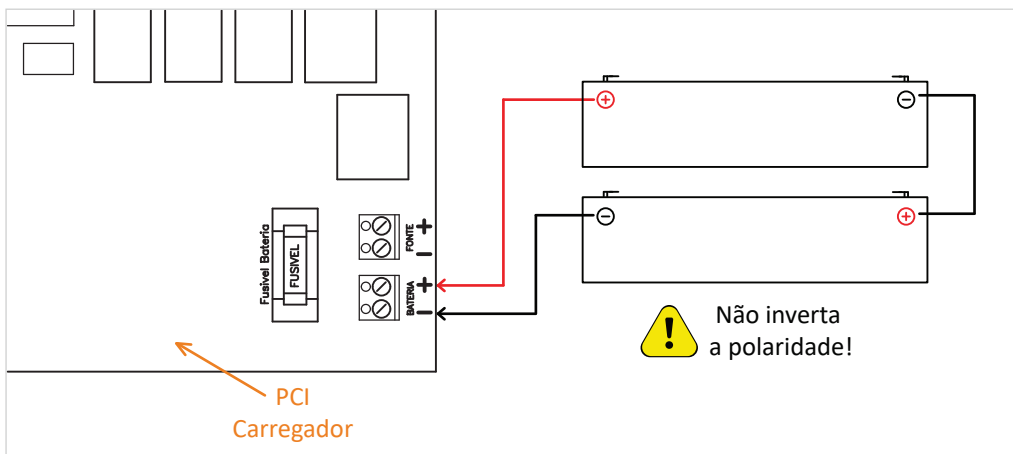 Fusível Bateria
FUSIVEL
+
FONTE
−
+
BATERIA
−
+
−
−
+
!
Não inverta
a polaridade!
PCI
Carregador